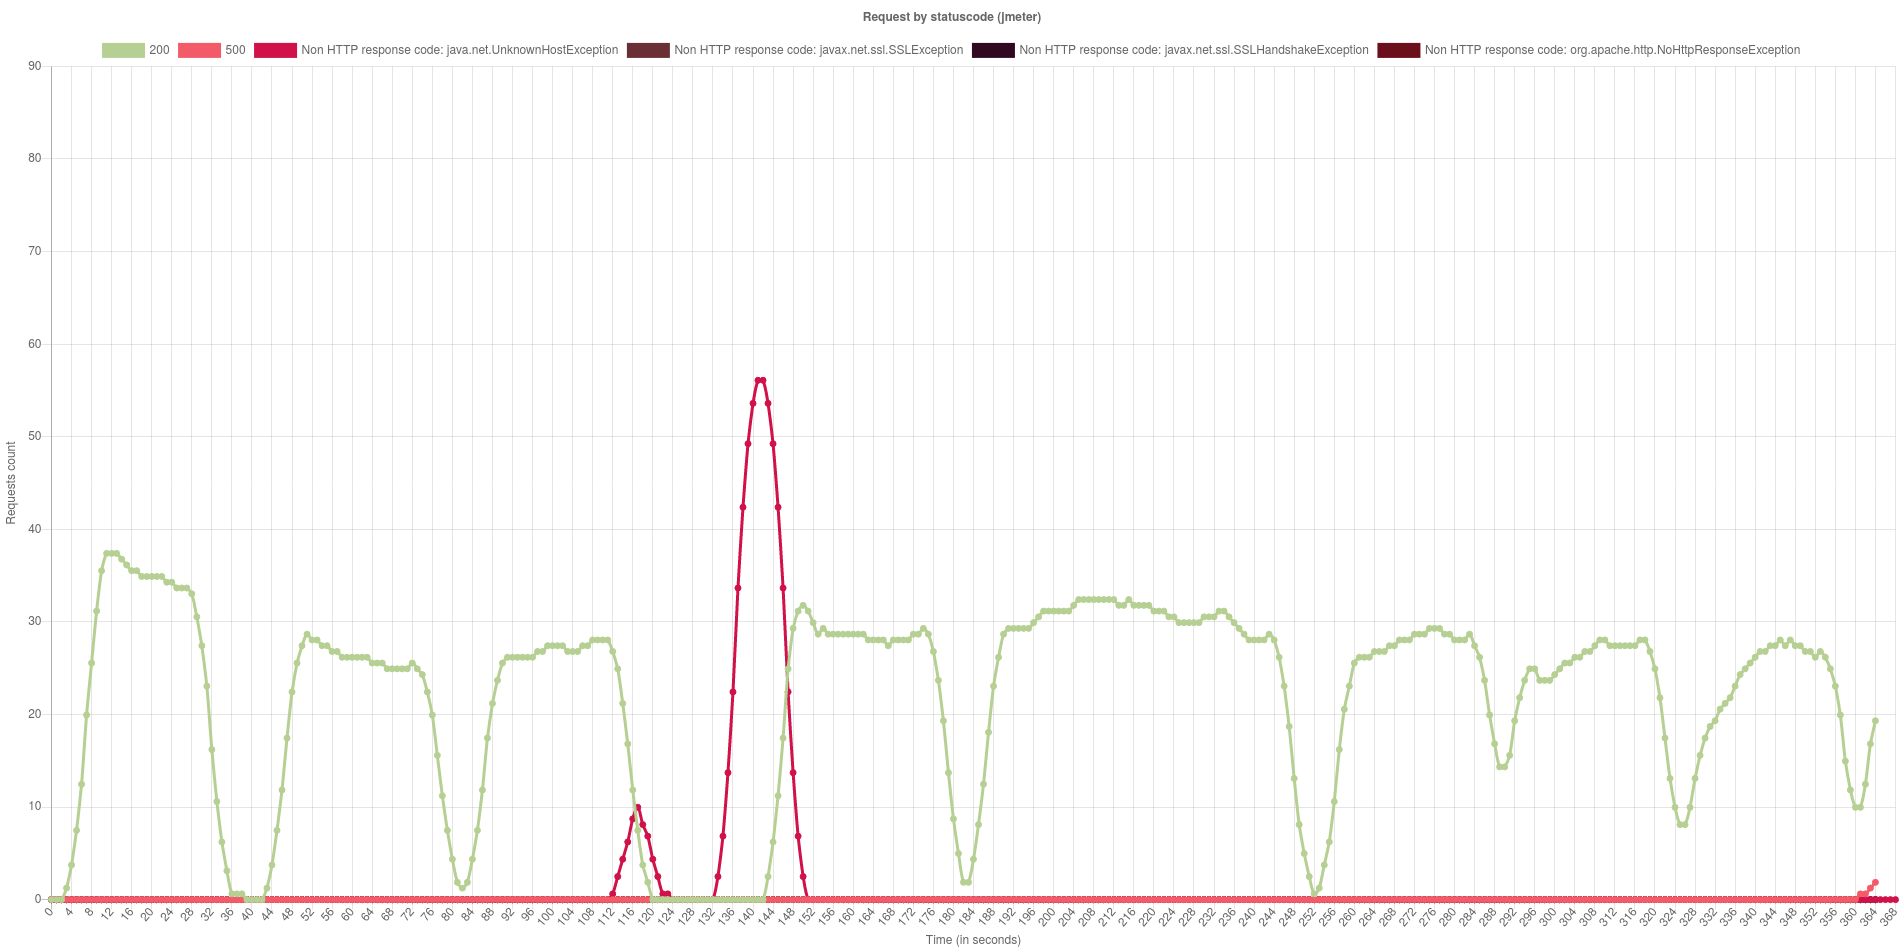 Request by statuscode (jmeter)
200 500 Non HTTP response code: java.net.UnknownHostException Non HTTP response code: javax.net.ssl.SSLException Non HTTP response code: javax.net.ssl.SSLHandshakeException Non HTTP response code: org.apache.http.NoHttpResponseException
90
80
70
60
50
40
30
20
10
0
Requests count
0 4 8 12 16 20 24 28 32 36 40 44 48 52 56 60 64 68 72 76 80 84 88 92 96 100 104 108 112 116 120 124 128 132 136 140 144 148 152 156 160 164 168 172 176 180 184 188 192 196 200 204 208 212 216 220 224 228 232 236 240 244 248 252 256 260 264 268 272 276 280 284 288 292 296 300 304 308 312 316 320 324 328 332 336 340 344 348 352 356 360 364 368
Time (in seconds)